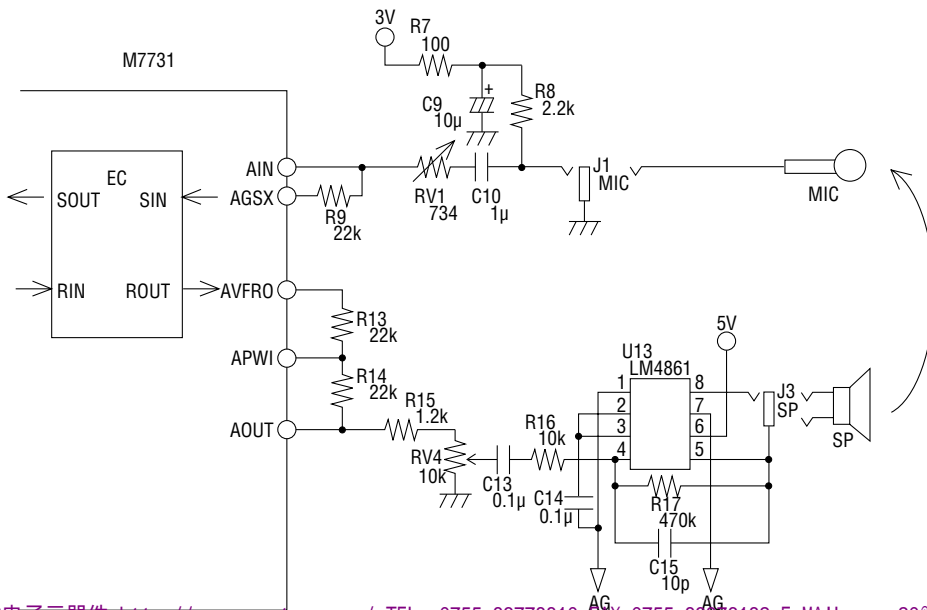 M7731
3V
R7
100
C9
10µ
+
R8
2.2k
AIN
AGSX
R9
22k
RV1
734
C10
1µ
J1
MIC
MIC
EC
SOUT
SIN
RIN
ROUT
AVFRO
R13
22k
APWI
R14
22k
AOUT
R15
1.2k
RV4
10k
C13
0.1µ
R16
10k
C14
0.1µ
U13
LM4861
1
2
3
4
8
7
6
5
5V
J3
SP
SP
R17
470k
C15
10p
AG
AG